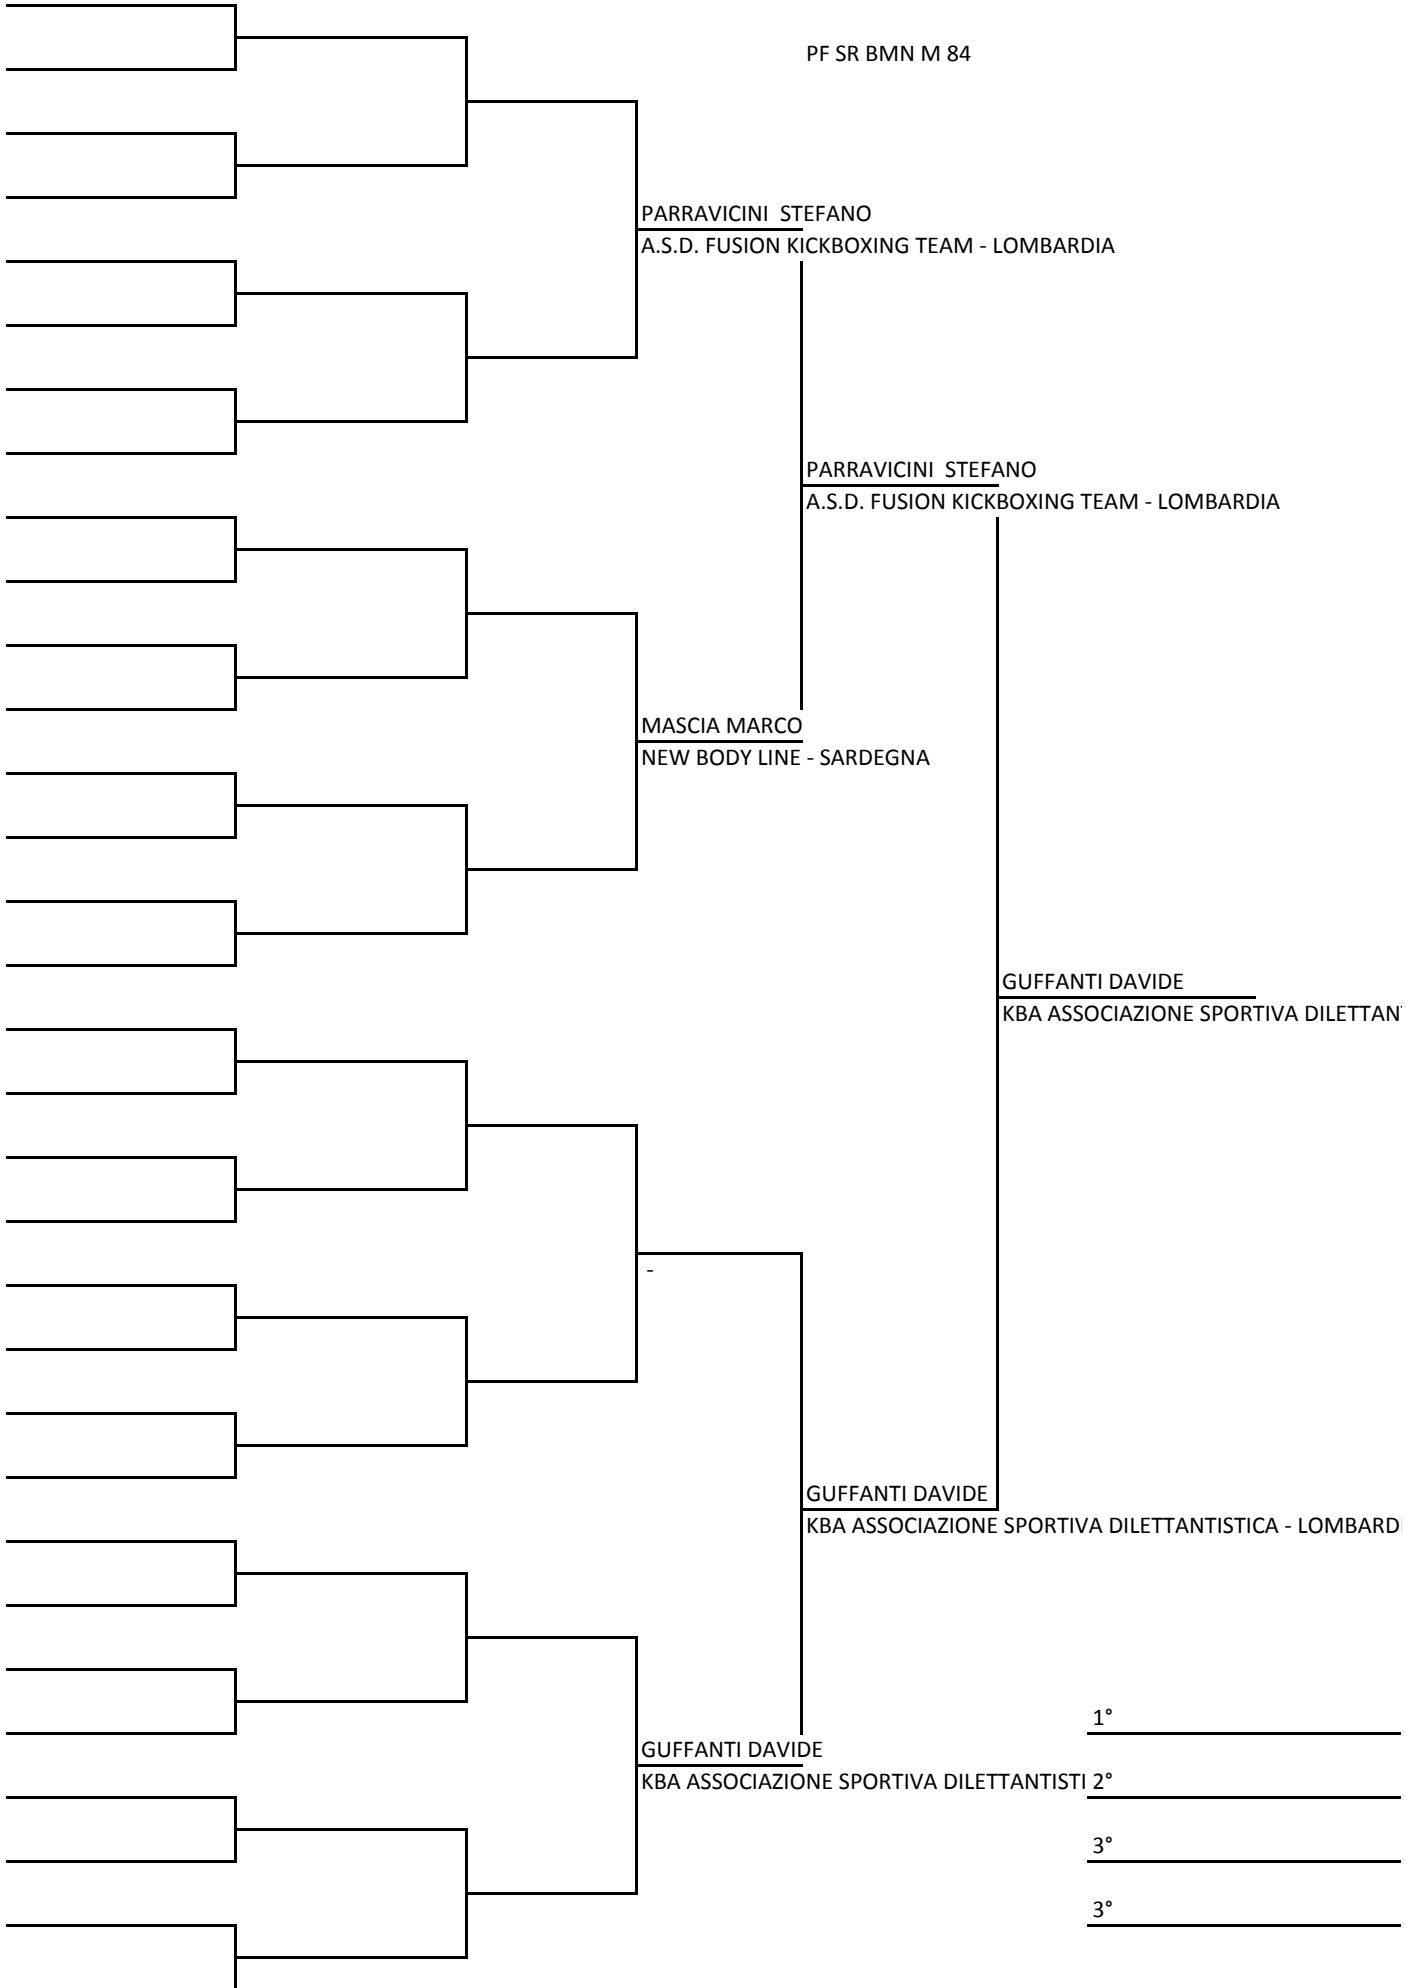 PF SR BMN M 84
PARRAVICINI  STEFANO
A.S.D. FUSION KICKBOXING TEAM - LOMBARDIA
PARRAVICINI  STEFANO
A.S.D. FUSION KICKBOXING TEAM - LOMBARDIA
MASCIA MARCO
NEW BODY LINE - SARDEGNA
GUFFANTI DAVIDE
KBA ASSOCIAZIONE SPORTIVA
-
GUFFANTI DAVIDE
KBA ASSOCIAZIONE SPORTIVA DILETTANTISTICA -
1°
GUFFANTI DAVIDE
KBA ASSOCIAZIONE SPORTIVA DILETTANTISTI 2°
3°
3°